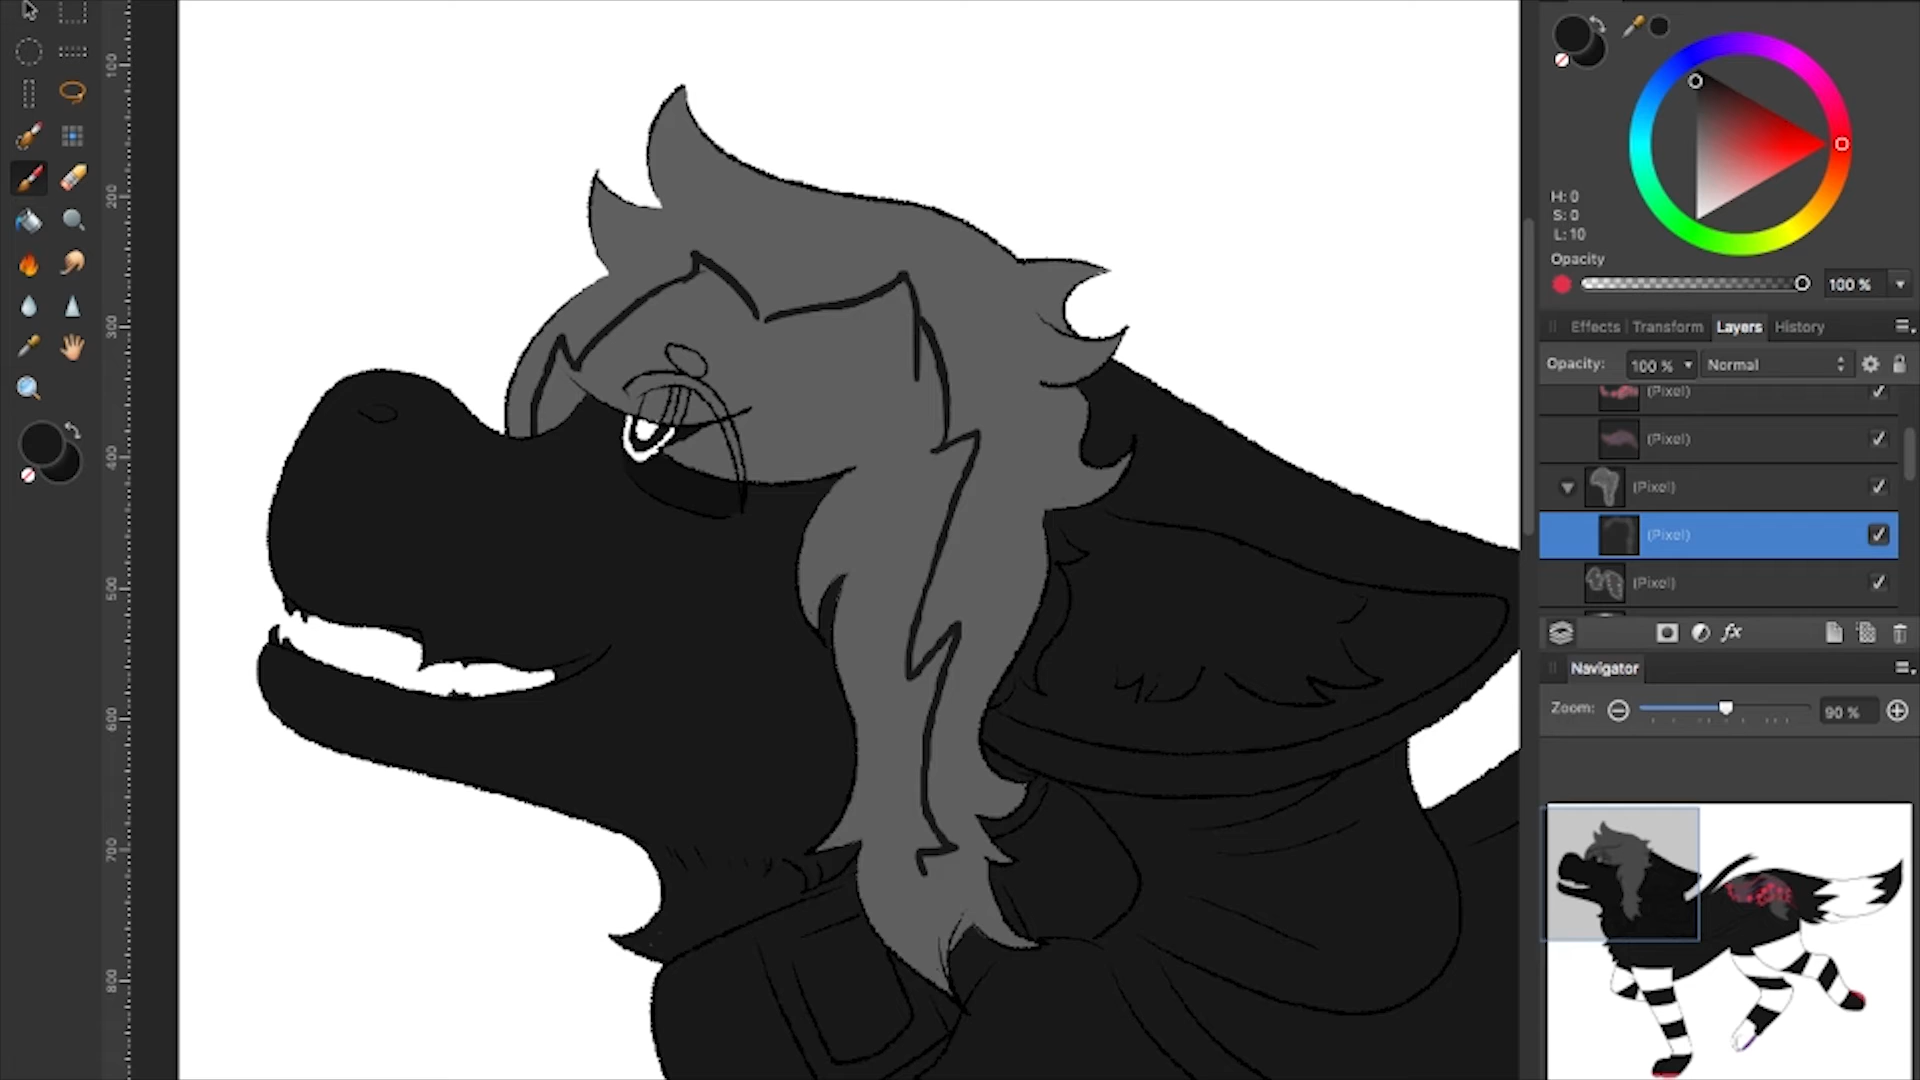 H: 0
S: 0
L: 10
Opacity
100 %
Effects Transform Layers History
Opacity: 100 % Normal
(Pixel)
(Pixel)
(Pixel)
(Pixel)
(Pixel)
fx
Navigator
Zoom: 90 %
100
200
300
400
500
600
700
800